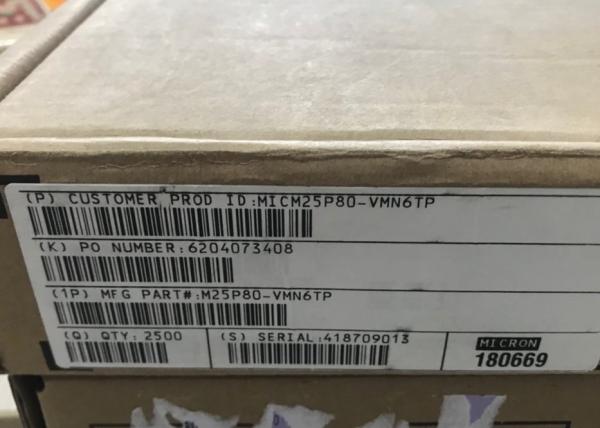 (P) CUSTOMER PROD ID:MICM25P80-VMN6TP
(K) PO NUMBER:6204073408
(1P) MFG PART#:M25P80-VMN6TP
(Q) QTY: 2500
(S) SERIAL:418709013
MICRON
180669